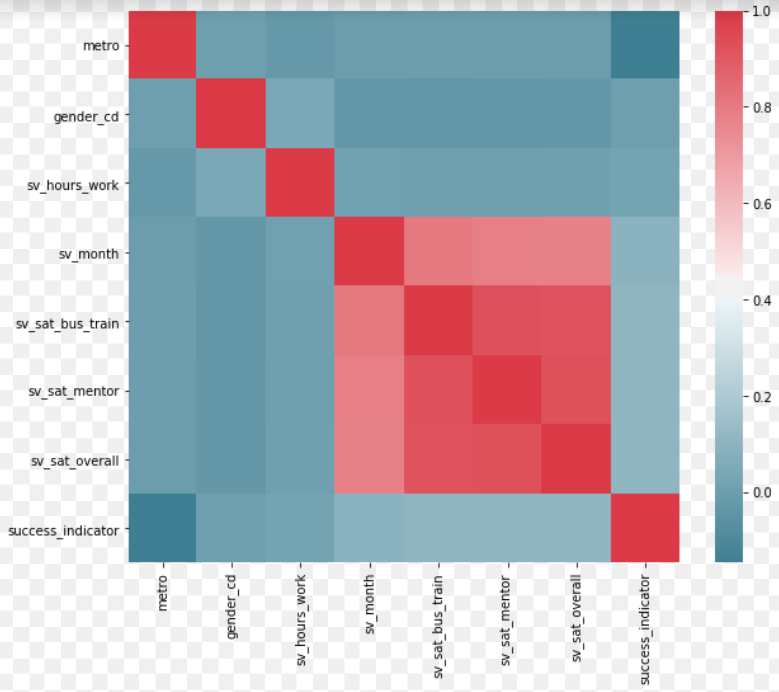 metro
gender_cd
sv_hours_work
sv_month
sv_sat_bus_train
sv_sat_mentor
sv_sat_overall
success_indicator
metro
gender_cd
sv_hours_work
sv_month
sv_sat_bus_train
sv_sat_mentor
sv_sat_overall
success_indicator
1.0
0.8
0.6
0.4
0.2
0.0